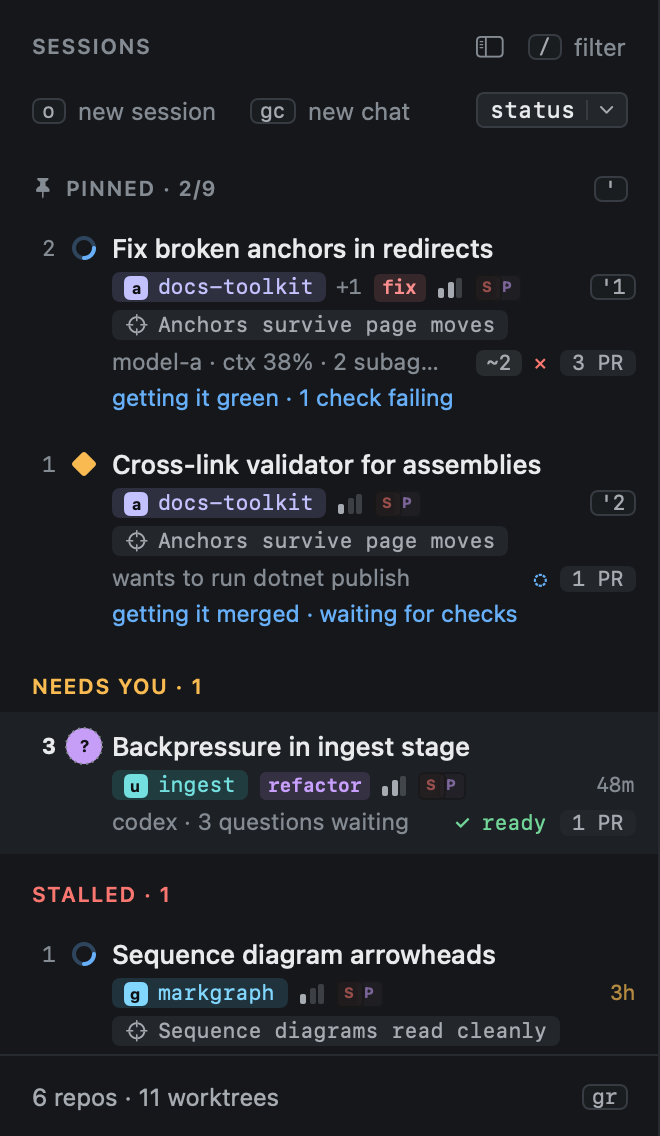 SESSIONS / filter
o new session gc new chat status
PINNED · 2/9 '
2 Fix broken anchors in redirects
a docs-toolkit +1 fix S P '1
Anchors survive page moves
model-a · ctx 38% · 2 subag… ~2 × 3 PR
getting it green · 1 check failing
1 Cross-link validator for assemblies
a docs-toolkit S P '2
Anchors survive page moves
wants to run dotnet publish 1 PR
getting it merged · waiting for checks
NEEDS YOU · 1
3 ? Backpressure in ingest stage
u ingest refactor S P 48m
codex · 3 questions waiting ✓ ready 1 PR
STALLED · 1
1 Sequence diagram arrowheads
g markgraph S P 3h
Sequence diagrams read cleanly
6 repos · 11 worktrees gr